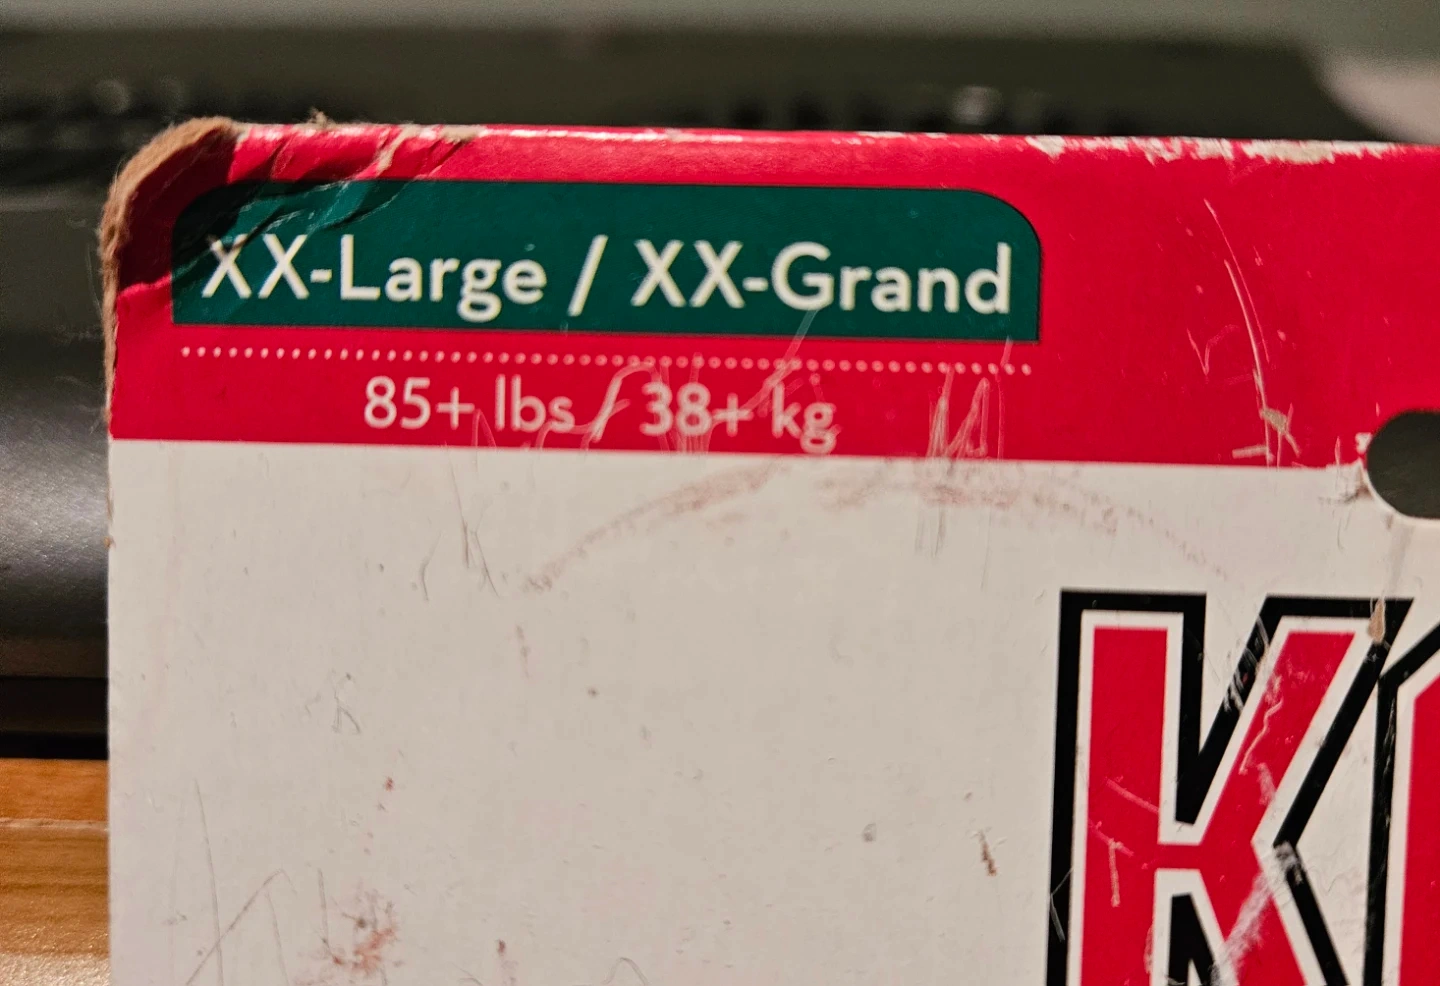 XX-Large / XX-Grand
85+ lbs / 38+ kg
K